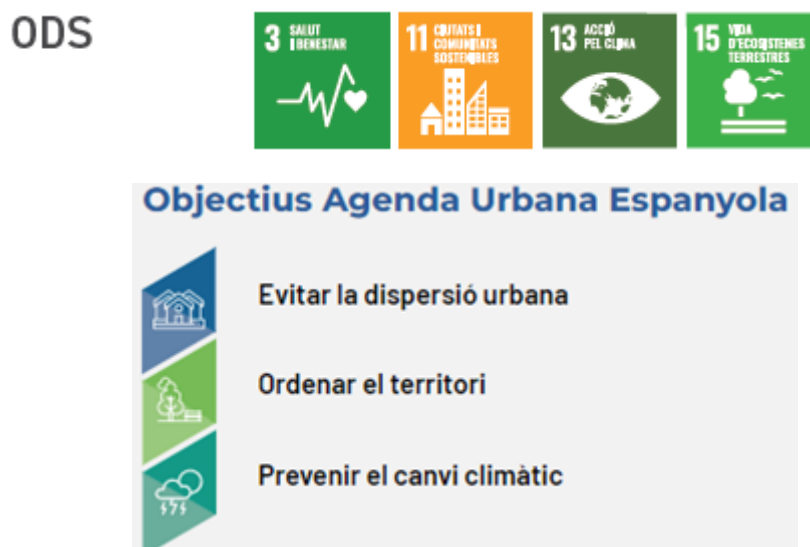 ODS
3 SALUT
I BENESTAR
11 CIUTATS I
COMUNITATS
SOSTENIBLES
13 ACCIÓ
PEL CLIMA
15 VIDA
D'ECOSISTEMES
TERRESTRES
Objectius Agenda Urbana Espanyola
Evitar la dispersió urbana
Ordenar el territori
Prevenir el canvi climàtic